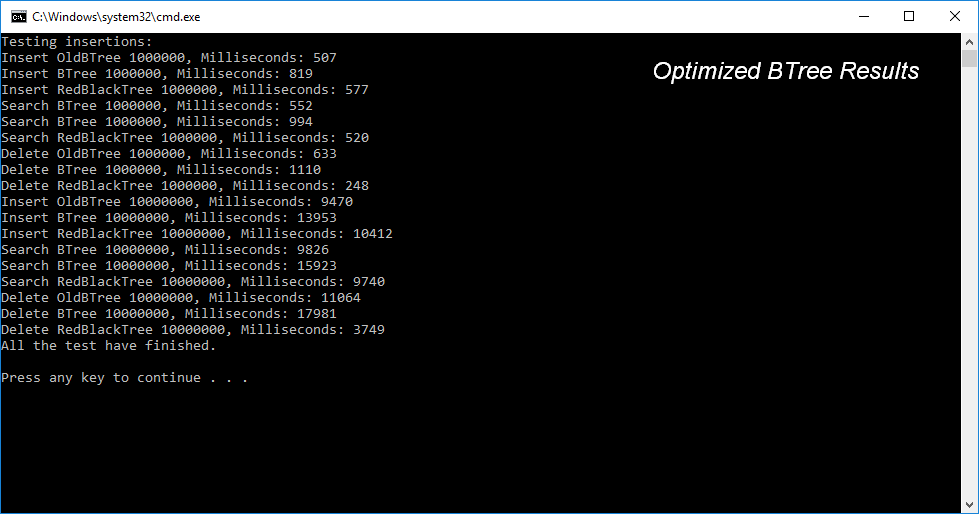 C:\Windows\system32\cmd.exe
Testing insertions:
Insert OldBTree 1000000, Milliseconds: 507
Insert BTree 1000000, Milliseconds: 819
Insert RedBlackTree 1000000, Milliseconds: 577
Search BTree 1000000, Milliseconds: 552
Search BTree 1000000, Milliseconds: 994
Search RedBlackTree 1000000, Milliseconds: 520
Delete OldBTree 1000000, Milliseconds: 633
Delete BTree 1000000, Milliseconds: 1110
Delete RedBlackTree 1000000, Milliseconds: 248
Insert OldBTree 10000000, Milliseconds: 9470
Insert BTree 10000000, Milliseconds: 13953
Insert RedBlackTree 10000000, Milliseconds: 10412
Search BTree 10000000, Milliseconds: 9826
Search BTree 10000000, Milliseconds: 15923
Search RedBlackTree 10000000, Milliseconds: 9740
Delete OldBTree 10000000, Milliseconds: 11064
Delete BTree 10000000, Milliseconds: 17981
Delete RedBlackTree 10000000, Milliseconds: 3749
All the test have finished.
Press any key to continue . . .
Optimized BTree Results